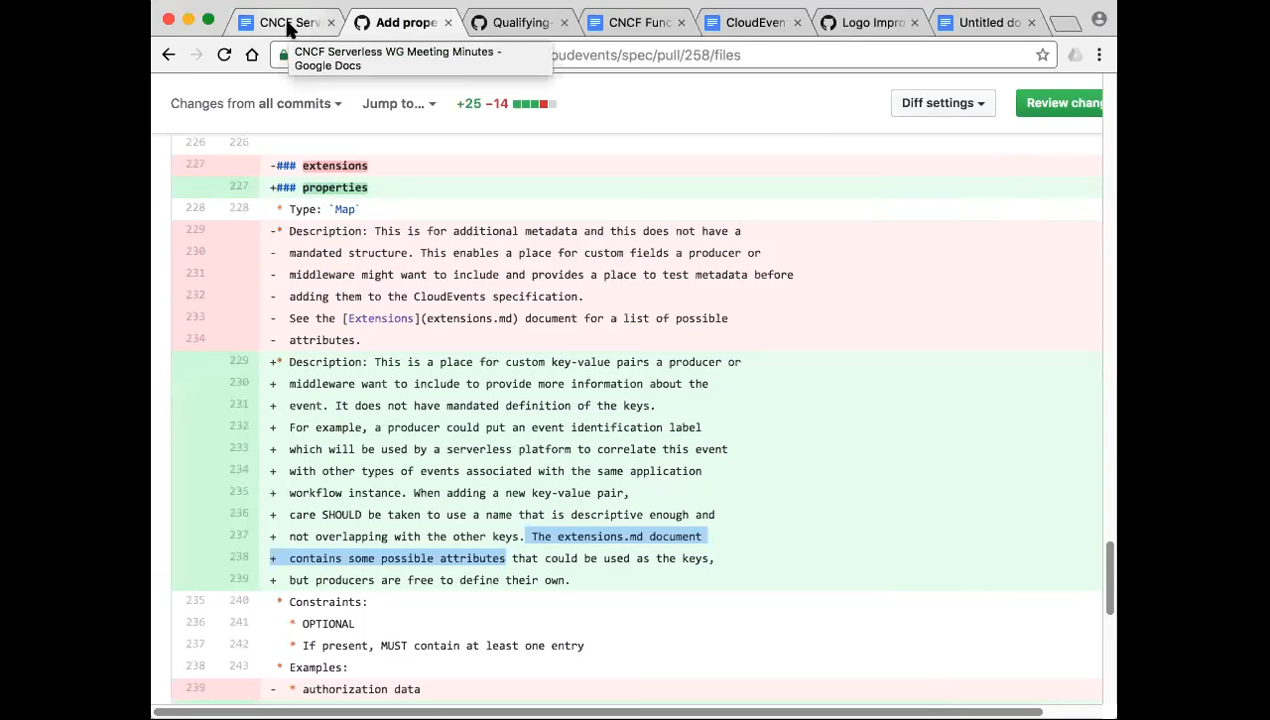 CNCF Serv
Add prope
Qualifying-
CNCF Func
CloudEven
Logo Impro
Untitled do
CNCF Serverless WG Meeting Minutes -
Google Docs
oudevents/spec/pull/258/files
Changes from all commits
Jump to...
+25 −14
Diff settings
Review chang
226 226
227 -### extensions
227 +### properties
228 228 * Type: `Map`
229 -* Description: This is for additional metadata and this does not have a
230 - mandated structure. This enables a place for custom fields a producer or
231 - middleware might want to include and provides a place to test metadata before
232 - adding them to the CloudEvents specification.
233 - See the [Extensions](extensions.md) document for a list of possible
234 - attributes.
229 +* Description: This is a place for custom key-value pairs a producer or
230 + middleware want to include to provide more information about the
231 + event. It does not have mandated definition of the keys.
232 + For example, a producer could put an event identification label
233 + which will be used by a serverless platform to correlate this event
234 + with other types of events associated with the same application
235 + workflow instance. When adding a new key-value pair,
236 + care SHOULD be taken to use a name that is descriptive enough and
237 + not overlapping with the other keys. The extensions.md document
238 + contains some possible attributes that could be used as the keys,
239 + but producers are free to define their own.
235 240 * Constraints:
236 241 * OPTIONAL
237 242 * If present, MUST contain at least one entry
238 243 * Examples:
239 - * authorization data